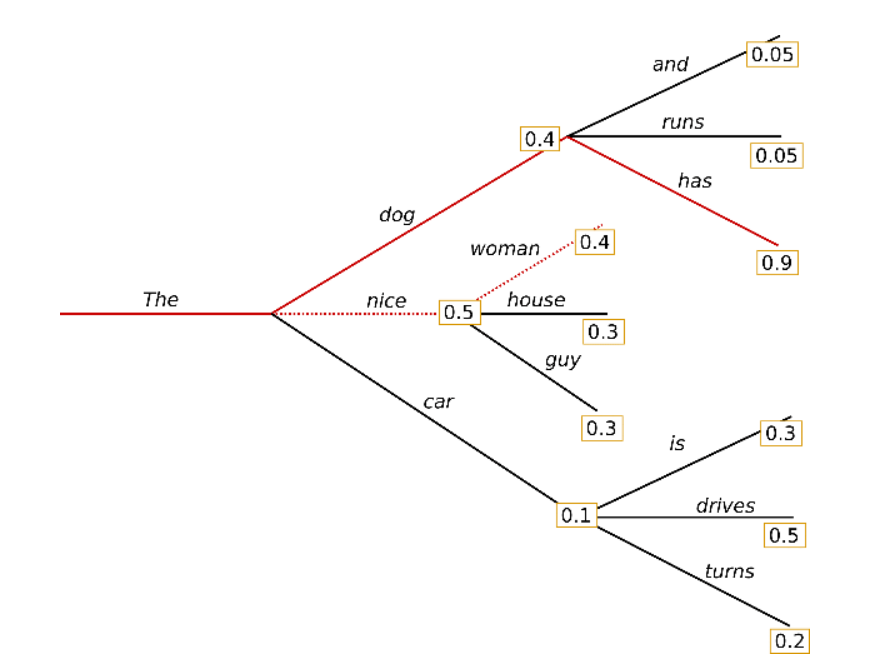 and
0.05
runs
0.05
0.4
has
0.9
dog
woman
0.4
The
nice
0.5
house
0.3
guy
0.3
car
is
0.3
0.1
drives
0.5
turns
0.2